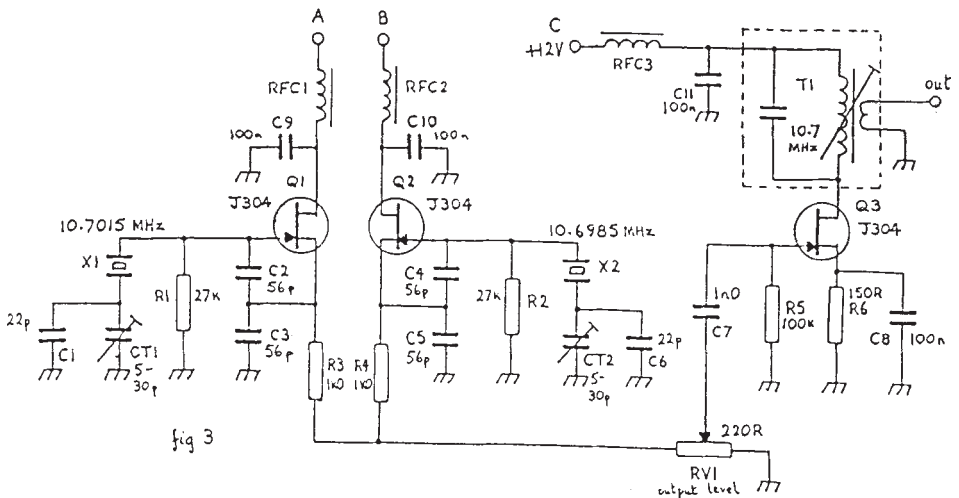 A
B
C
+12V
RFC1
RFC2
RFC3
C9
100n
C10
100n
C11
100n
T1
10.7
MHz
out
Q1
J304
Q2
J304
Q3
J304
10.7015 MHz
10.6985 MHz
X1
X2
R1
27k
C2
56p
C3
56p
C4
56p
C5
56p
27k
R2
22p
C1
CT1
5-
30p
R3
1k0
R4
1k0
CT2
5-
30p
22p
C6
1n0
C7
R5
100k
150R
R6
C8
100n
220R
RV1
output level
fig 3